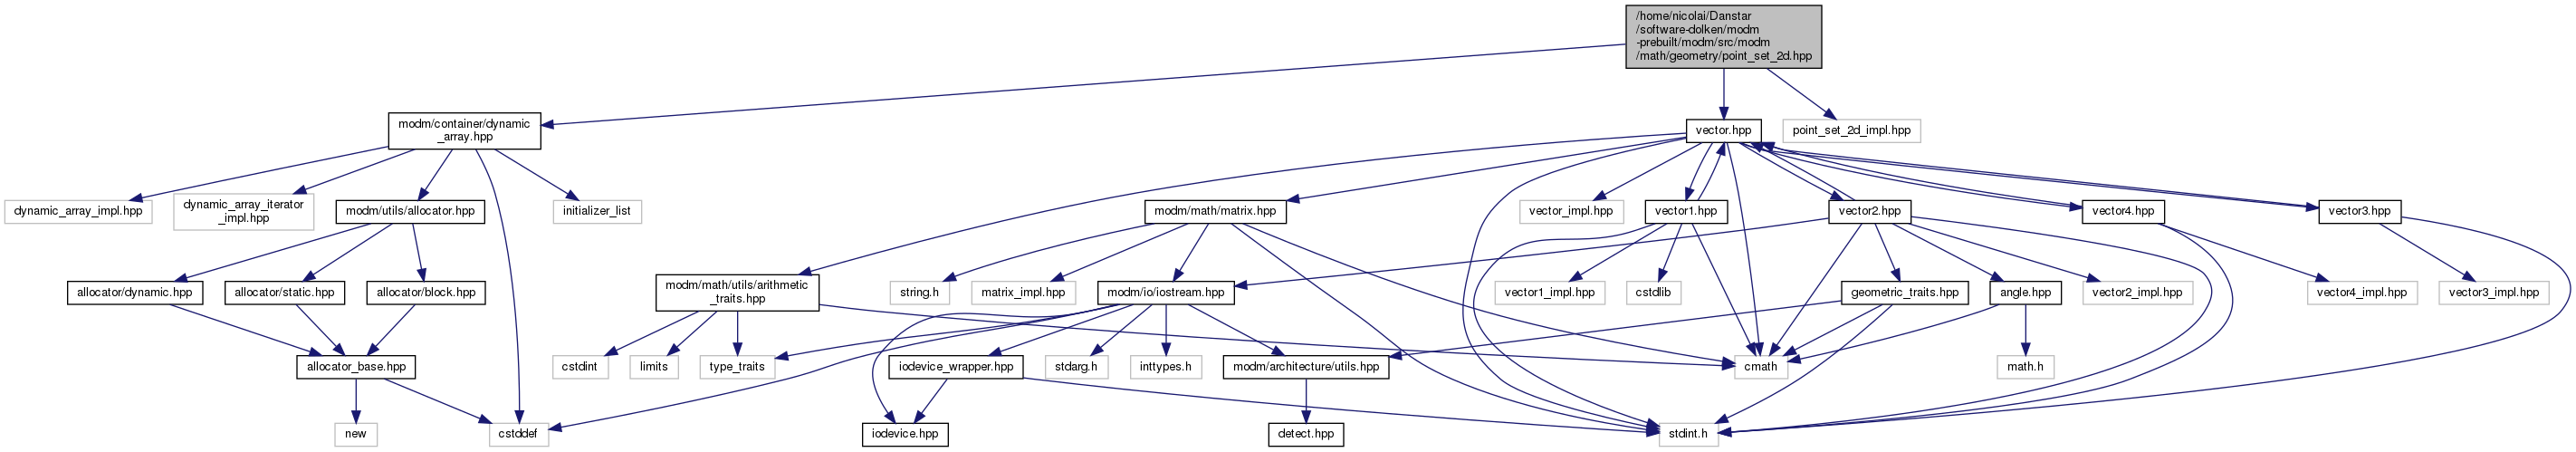 /home/nicolai/Danstar
/software-dolken/modm
-prebuilt/modm/src/modm
/math/geometry/point_set_2d.hpp
modm/container/dynamic
_array.hpp
vector.hpp
point_set_2d_impl.hpp
dynamic_array_impl.hpp
dynamic_array_iterator
_impl.hpp
modm/utils/allocator.hpp
initializer_list
modm/math/matrix.hpp
vector_impl.hpp
vector1.hpp
vector2.hpp
vector4.hpp
vector3.hpp
allocator/dynamic.hpp
allocator/static.hpp
allocator/block.hpp
modm/math/utils/arithmetic
_traits.hpp
string.h
matrix_impl.hpp
modm/io/iostream.hpp
vector1_impl.hpp
cstdlib
geometric_traits.hpp
angle.hpp
vector2_impl.hpp
vector4_impl.hpp
vector3_impl.hpp
allocator_base.hpp
cstdint
limits
type_traits
iodevice_wrapper.hpp
stdarg.h
inttypes.h
modm/architecture/utils.hpp
cmath
math.h
new
cstddef
iodevice.hpp
detect.hpp
stdint.h